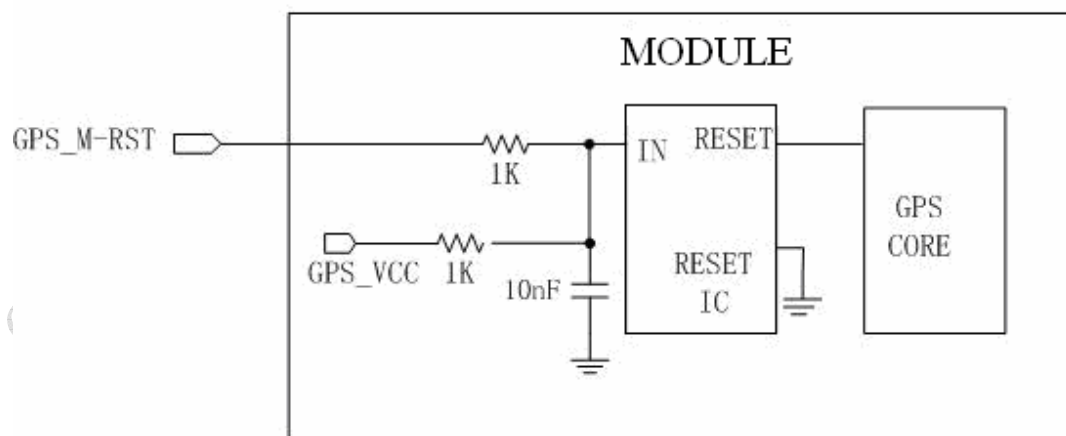 MODULE
GPS_M-RST
1K
IN
RESET
GPS_VCC
1K
10nF
RESET
IC
GPS
CORE